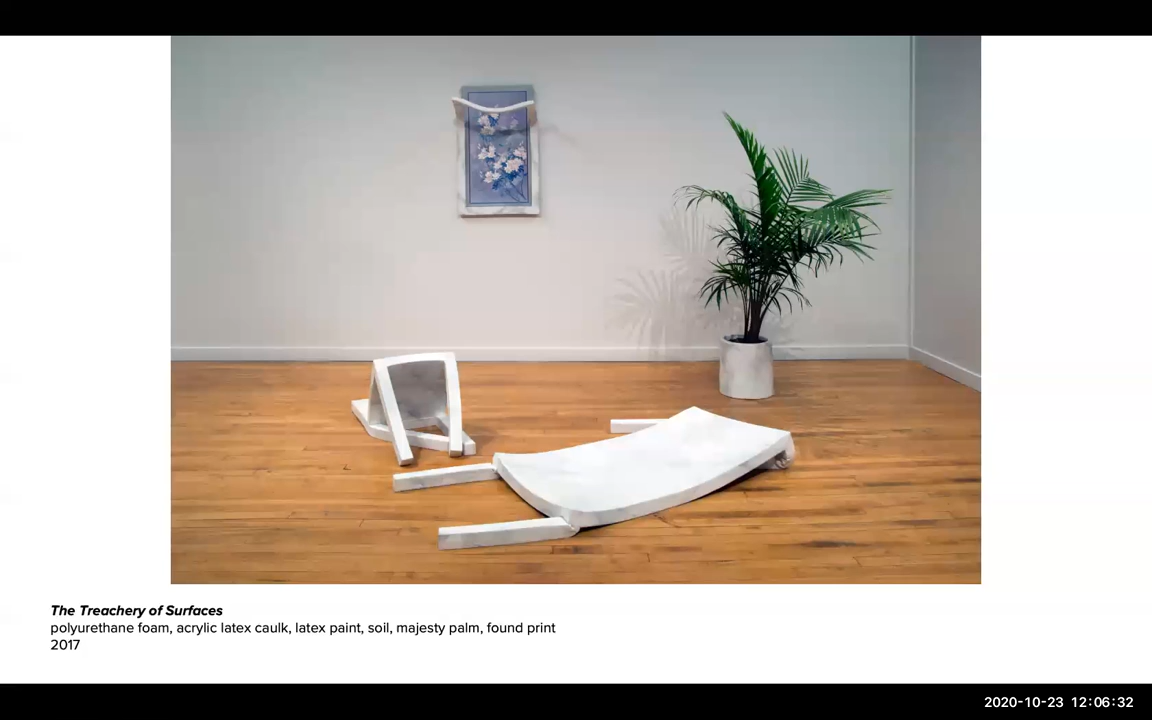 The Treachery of Surfaces
polyurethane foam, acrylic latex caulk, latex paint, soil, majesty palm, found print
2017
2020-10-23 12:06:32